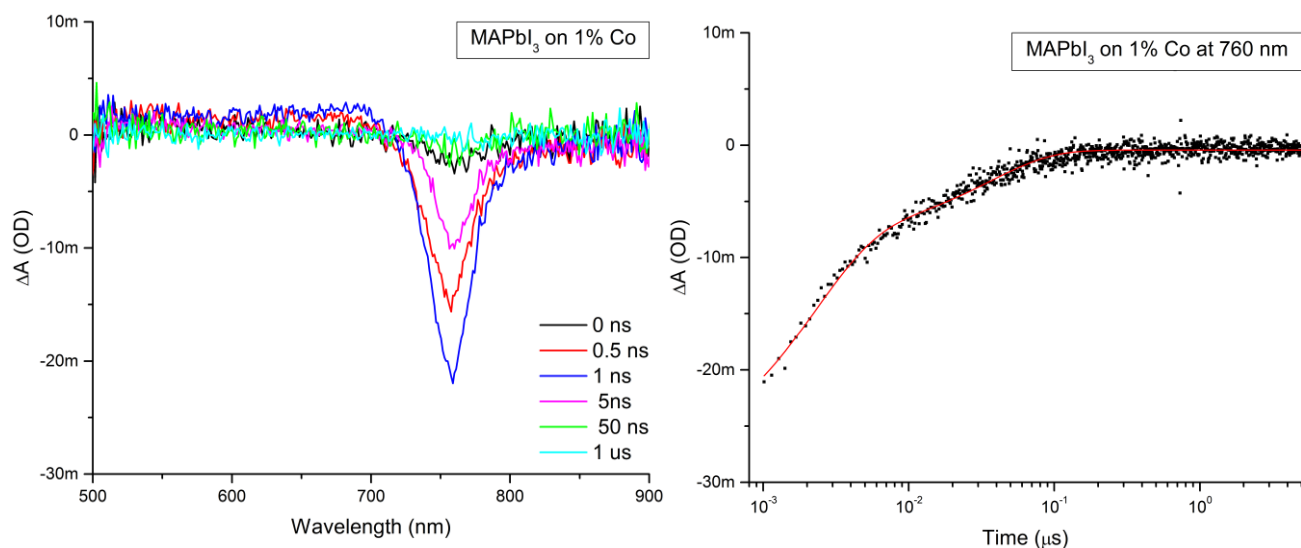 10m
0
-10m
-20m
-30m
ΔA (OD)
MAPbI₃ on 1% Co
0 ns
0.5 ns
1 ns
5ns
50 ns
1 us
500
600
700
800
900
Wavelength (nm)
10m
0
-10m
-20m
-30m
ΔA (OD)
MAPbI₃ on 1% Co at 760 nm
10⁻³
10⁻²
10⁻¹
10⁰
Time (μs)